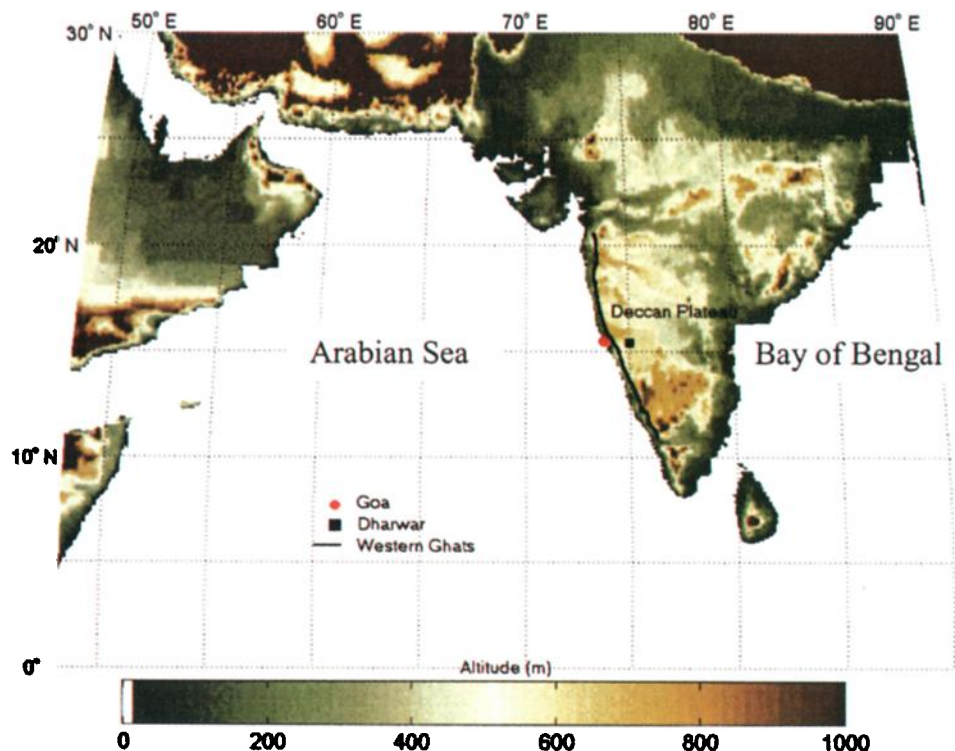 50° E 60° E 70° E 80° E 90° E
30° N
20° N
Deccan Plateau
Arabian Sea Bay of Bengal
10° N
Goa
Dharwar
Western Ghats
0°
Altitude (m)
0 200 400 600 800 1000